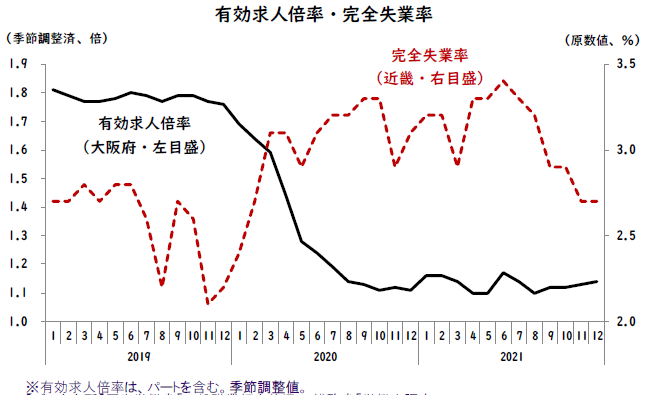 有効求人倍率・完全失業率
（季節調整済、倍）
（原数値、％）
完全失業率
（近畿・右目盛）
有効求人倍率
（大阪府・左目盛）
1.9
1.8
1.7
1.6
1.5
1.4
1.3
1.2
1.1
1.0
3.5
3.0
2.5
2.0
1 2 3 4 5 6 7 8 9 10 11 12 1 2 3 4 5 6 7 8 9 10 11 12 1 2 3 4 5 6 7 8 9 10 11 12
2019 2020 2021
※有効求人倍率は、パートを含む。季節調整値。